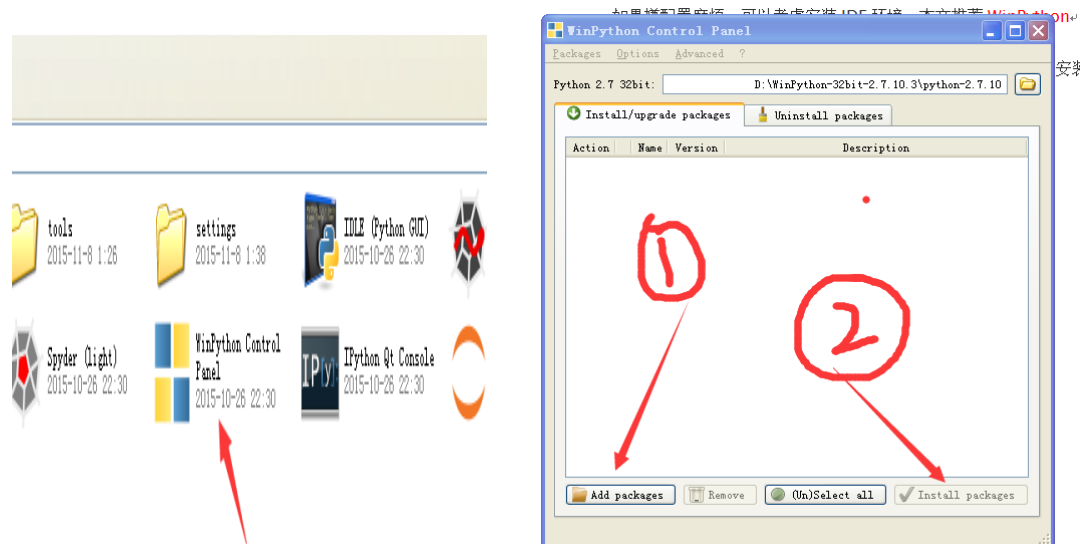 tools
2015-11-8 1:26
settings
2015-11-8 1:38
IDLE (Python GUI)
2015-10-26 22:30
Spyder (light)
2015-10-26 22:30
WinPython Control
Panel
2015-10-26 22:30
IP[y]:
IPython Qt Console
2015-10-26 22:30
WinPython
安装
WinPython Control Panel
Packages Options Advanced ?
Python 2.7 32bit: D:\WinPython-32bit-2.7.10.3\python-2.7.10
Install/upgrade packages Uninstall packages
Action Name Version Description
1
2
Add packages Remove (Un)Select all Install packages